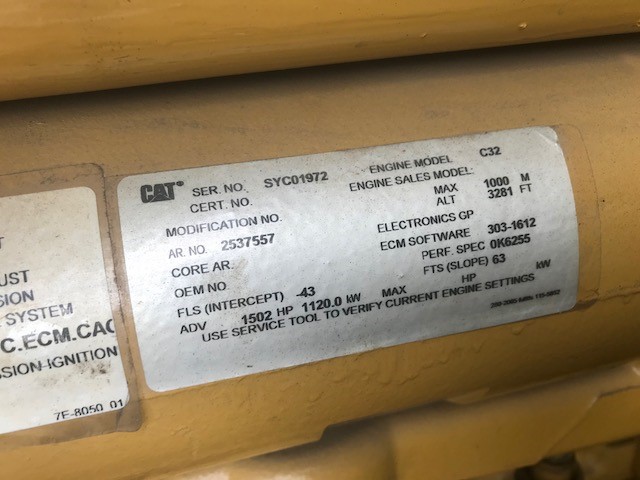 T
UST
SION
SYSTEM
C.ECM.CAC
SSION-IGNITION
7E-8050 01
CAT®
SER. NO. SYC01972
CERT. NO.
MODIFICATION NO.
AR. NO. 2537557
CORE AR.
OEM NO
FLS (INTERCEPT) -43
ADV 1502 HP 1120.0 kW
ENGINE MODEL C32
ENGINE SALES MODEL:
MAX 1000 M
ALT 3281 FT
ELECTRONICS GP
ECM SOFTWARE 303-1612
PERF. SPEC 0K6255
FTS (SLOPE) 63
MAX HP kW
USE SERVICE TOOL TO VERIFY CURRENT ENGINE SETTINGS